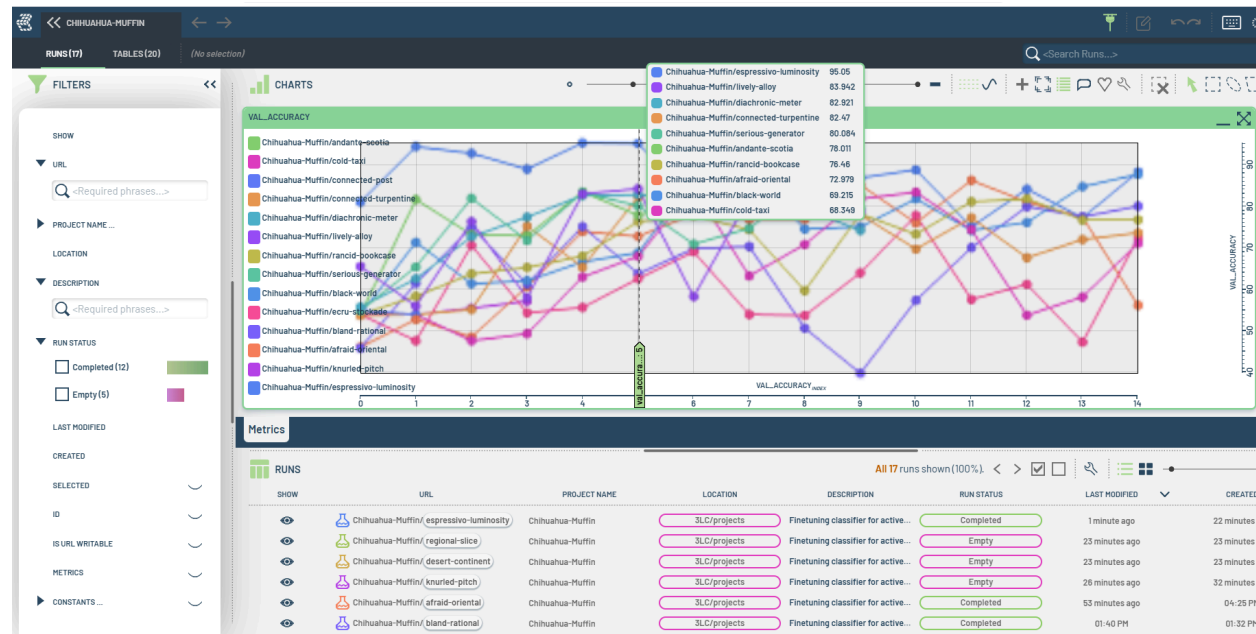 CHIHUAHUA-MUFFIN
RUNS (17) TABLES (20) (No selection) <Search Runs...>
FILTERS
SHOW
URL
<Required phrases...>
PROJECT NAME ...
LOCATION
DESCRIPTION
<Required phrases...>
RUN STATUS
Completed (12)
Empty (5)
LAST MODIFIED
CREATED
SELECTED
ID
IS URL WRITABLE
METRICS
CONSTANTS ...
CHARTS
VAL_ACCURACY
Chihuahua-Muffin/andante-scotia
Chihuahua-Muffin/cold-taxi
Chihuahua-Muffin/connected-post
Chihuahua-Muffin/connected-turpentine
Chihuahua-Muffin/diachronic-meter
Chihuahua-Muffin/lively-alloy
Chihuahua-Muffin/rancid-bookcase
Chihuahua-Muffin/serious-generator
Chihuahua-Muffin/black-world
Chihuahua-Muffin/ecru-stockade
Chihuahua-Muffin/bland-rational
Chihuahua-Muffin/afraid-oriental
Chihuahua-Muffin/knurled-pitch
Chihuahua-Muffin/espressivo-luminosity
Chihuahua-Muffin/espressivo-luminosity 95.05
Chihuahua-Muffin/lively-alloy 83.942
Chihuahua-Muffin/diachronic-meter 82.921
Chihuahua-Muffin/connected-turpentine 82.47
Chihuahua-Muffin/serious-generator 80.084
Chihuahua-Muffin/andante-scotia 78.011
Chihuahua-Muffin/rancid-bookcase 76.46
Chihuahua-Muffin/afraid-oriental 72.979
Chihuahua-Muffin/black-world 69.215
Chihuahua-Muffin/cold-taxi 68.349
val_accura...: 5
VAL_ACCURACY INDEX
0 1 2 3 4 6 7 8 9 10 11 12 13 14
VAL_ACCURACY
90
80
70
60
50
40
Metrics
RUNS All 17 runs shown (100%).
SHOW URL PROJECT NAME LOCATION DESCRIPTION RUN STATUS LAST MODIFIED CREATED
Chihuahua-Muffin/espressivo-luminosity Chihuahua-Muffin 3LC/projects Finetuning classifier for active... Completed 1 minute ago 22 minutes
Chihuahua-Muffin/regional-slice Chihuahua-Muffin 3LC/projects Finetuning classifier for active... Empty 23 minutes ago 23 minutes
Chihuahua-Muffin/desert-continent Chihuahua-Muffin 3LC/projects Finetuning classifier for active... Empty 23 minutes ago 23 minutes
Chihuahua-Muffin/knurled-pitch Chihuahua-Muffin 3LC/projects Finetuning classifier for active... Empty 26 minutes ago 32 minutes
Chihuahua-Muffin/afraid-oriental Chihuahua-Muffin 3LC/projects Finetuning classifier for active... Completed 53 minutes ago 04:25 PM
Chihuahua-Muffin/bland-rational Chihuahua-Muffin 3LC/projects Finetuning classifier for active... Completed 01:40 PM 01:32 PM